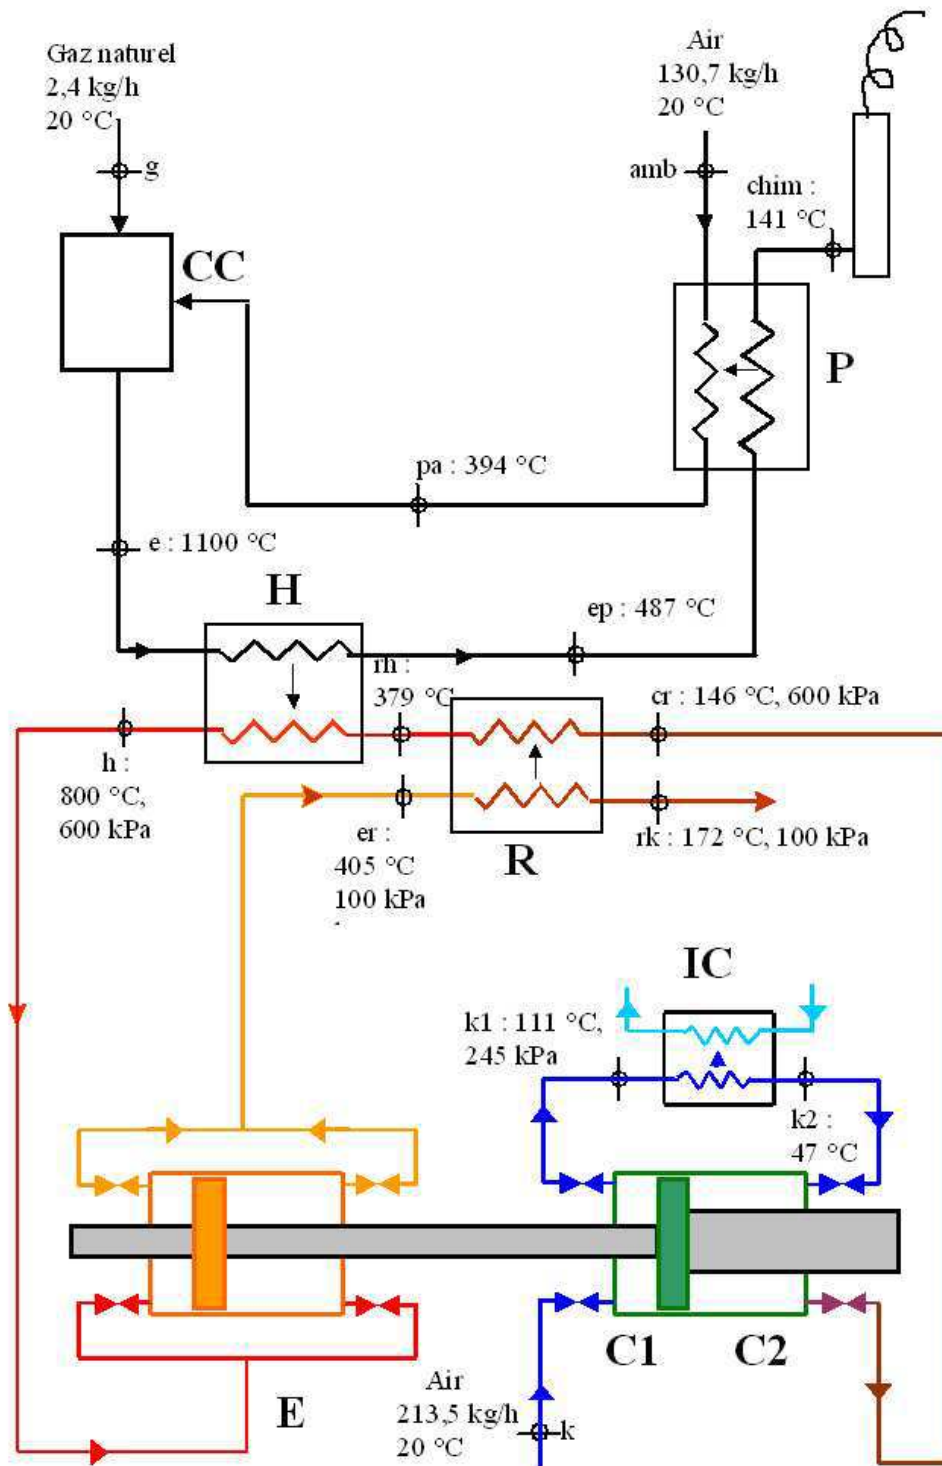 Gaz naturel
2,4 kg/h
20 °C
g
Air
130,7 kg/h
20 °C
amb
chim :
141 °C
CC
P
pa : 394 °C
e : 1100 °C
H
ep : 487 °C
rh :
379 °C
cr : 146 °C, 600 kPa
h :
800 °C,
600 kPa
er :
405 °C
100 kPa
R
rk : 172 °C, 100 kPa
IC
k1 : 111 °C,
245 kPa
k2 :
47 °C
C1
C2
E
Air
213,5 kg/h
20 °C
k